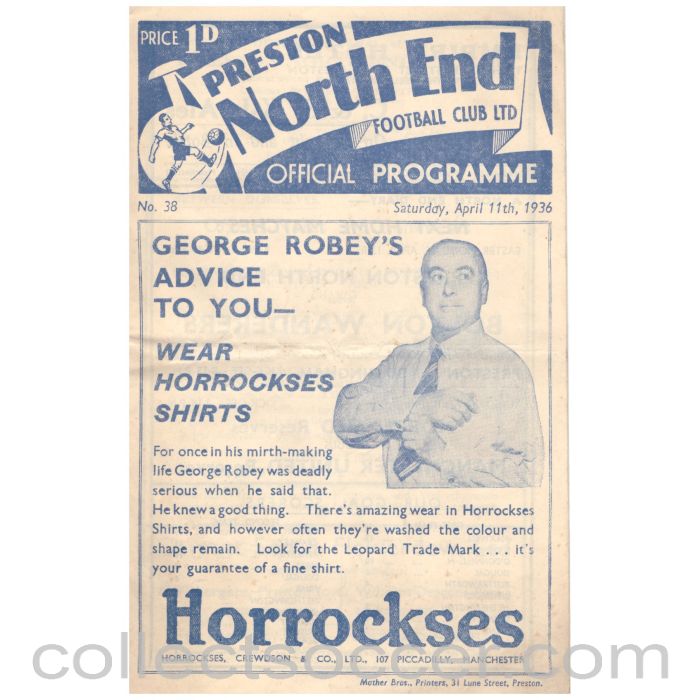 PRICE 1D
PRESTON
North End
FOOTBALL CLUB LTD
OFFICIAL PROGRAMME
No. 38
Saturday, April 11th, 1936
GEORGE ROBEY'S
ADVICE
TO YOU—
WEAR
HORROCKSES
SHIRTS
For once in his mirth-making
life George Robey was deadly
serious when he said that.
He knew a good thing. There's amazing wear in Horrockses
Shirts, and however often they're washed the colour and
shape remain. Look for the Leopard Trade Mark . . . it's
your guarantee of a fine shirt.
Horrockses
HORROCKSES, CREWDSON & CO., LTD., 107 PICCADILLY, MANCHESTER
collectsoccer.com
Mather Bros., Printers, 31 Lune Street, Preston.